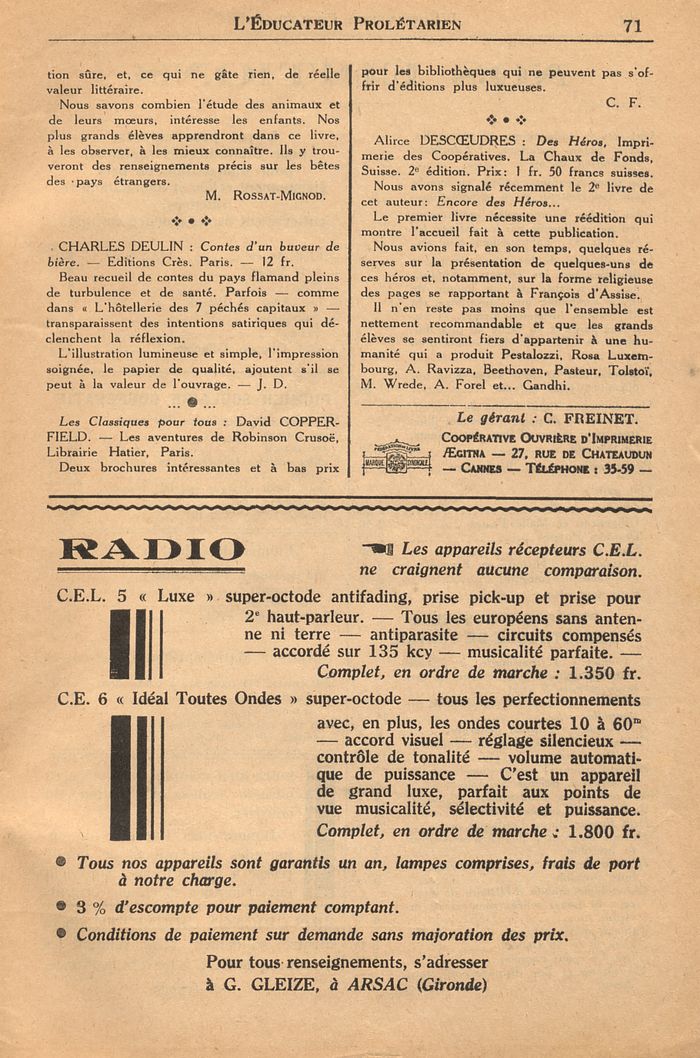 L'ÉDUCATEUR PROLÉTARIEN 71
tion sûre, et, ce qui ne gâte rien, de réelle
valeur littéraire.
Nous savons combien l'étude des animaux et
de leurs mœurs, intéresse les enfants. Nos
plus grands élèves apprendront dans ce livre,
à les observer, à les mieux connaître. Ils y trou-
veront des renseignements précis sur les bêtes
des pays étrangers.
M. ROSSAT-MIGNOD.
CHARLES DEULIN : Contes d'un buveur de
bière. — Editions Crès. Paris. — 12 fr.
Beau recueil de contes du pays flamand pleins
de turbulence et de santé. Parfois — comme
dans « L'hôtellerie des 7 péchés capitaux » —
transparaissent des intentions satiriques qui dé-
clenchent la réflexion.
L'illustration lumineuse et simple, l'impression
soignée, le papier de qualité, ajoutent s'il se
peut à la valeur de l'ouvrage. — J. D.
Les Classiques pour tous : David COPPER-
FIELD. — Les aventures de Robinson Crusoë,
Librairie Hatier, Paris.
Deux brochures intéressantes et à bas prix
pour les bibliothèques qui ne peuvent pas s'of-
frir d'éditions plus luxueuses.
C. F.
Alirce DESCŒUDRES : Des Héros, Impri-
merie des Coopératives. La Chaux de Fonds,
Suisse. 2e édition. Prix : 1 fr. 50 francs suisses.
Nous avons signalé récemment le 2e livre de
cet auteur : Encore des Héros...
Le premier livre nécessite une réédition qui
montre l'accueil fait à cette publication.
Nous avions fait, en son temps, quelques ré-
serves sur la présentation de quelques-uns de
ces héros et, notamment, sur la forme religieuse
des pages se rapportant à François d'Assise.
Il n'en reste pas moins que l'ensemble est
nettement recommandable et que les grands
élèves se sentiront fiers d'appartenir à une hu-
manité qui a produit Pestalozzi, Rosa Luxem-
bourg, A. Ravizza, Beethoven, Pasteur, Tolstoï,
M. Wrede, A. Forel et... Gandhi.
Le gérant : C. FREINET.
COOPÉRATIVE OUVRIÈRE D'IMPRIMERIE
ÆGITNA — 27, RUE DE CHATEAUDUN
— CANNES — TÉLÉPHONE : 35-59 —
MARQUE SYNDICALE
RADIO
Les appareils récepteurs C.E.L.
ne craignent aucune comparaison.
C.E.L. 5 « Luxe » super-octode antifading, prise pick-up et prise pour
2e haut-parleur. — Tous les européens sans anten-
ne ni terre — antiparasite — circuits compensés
— accordé sur 135 kcy — musicalité parfaite. —
Complet, en ordre de marche : 1.350 fr.
C.E. 6 « Idéal Toutes Ondes » super-octode — tous les perfectionnements
avec, en plus, les ondes courtes 10 à 60m
— accord visuel — réglage silencieux —
contrôle de tonalité — volume automati-
que de puissance — C'est un appareil
de grand luxe, parfait aux points de
vue musicalité, sélectivité et puissance.
Complet, en ordre de marche : 1.800 fr.
Tous nos appareils sont garantis un an, lampes comprises, frais de port
à notre charge.
3 % d'escompte pour paiement comptant.
Conditions de paiement sur demande sans majoration des prix.
Pour tous renseignements, s'adresser
à G. GLEIZE, à ARSAC (Gironde)